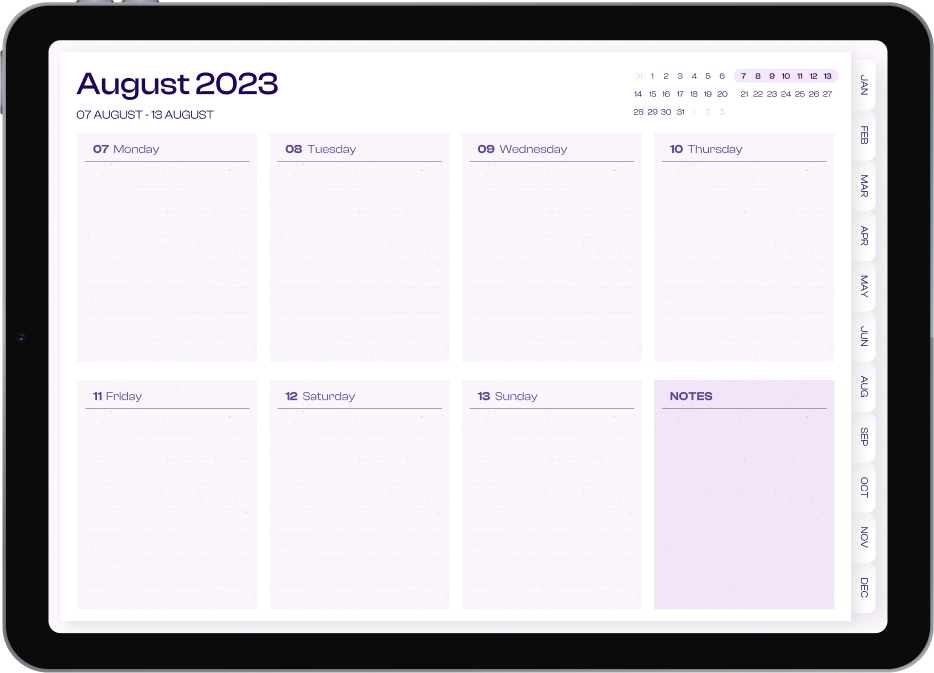 August 2023
07 AUGUST - 13 AUGUST
31 1 2 3 4 5 6 7 8 9 10 11 12 13
14 15 16 17 18 19 20 21 22 23 24 25 26 27
28 29 30 31 1 2 3
07 Monday
08 Tuesday
09 Wednesday
10 Thursday
11 Friday
12 Saturday
13 Sunday
NOTES
JAN
FEB
MAR
APR
MAY
JUN
AUG
SEP
OCT
NOV
DEC